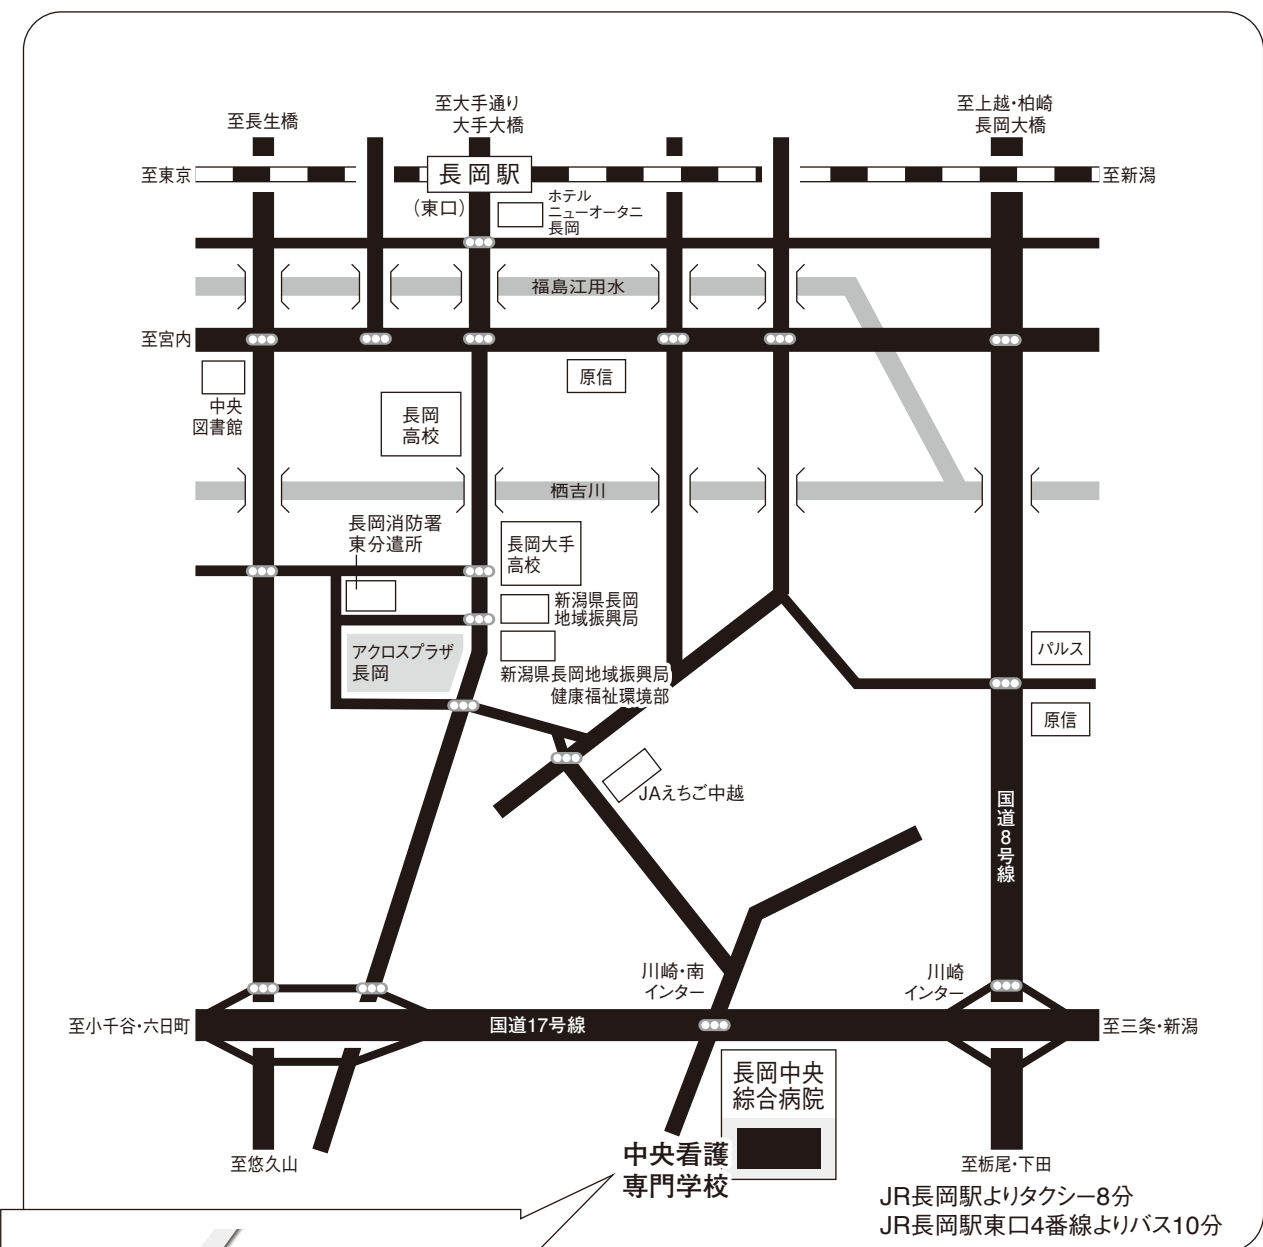 至大手通り
大手大橋
至上越・柏崎
長岡大橋
至長生橋
至東京
長岡駅
至新潟
(東口)
ホテル
ニューオータニ
長岡
福島江用水
至宮内
原信
中央
図書館
長岡
高校
栖吉川
長岡消防署
東分遣所
長岡大手
高校
新潟県長岡
地域振興局
アクロスプラザ
長岡
新潟県長岡地域振興局
健康福祉環境部
パルス
原信
JAえちご中越
国道8号線
川崎・南
インター
川崎
インター
至小千谷・六日町
国道17号線
至三条・新潟
長岡中央
綜合病院
中央看護
専門学校
至悠久山
至栃尾・下田
JR長岡駅よりタクシー8分
JR長岡駅東口4番線よりバス10分